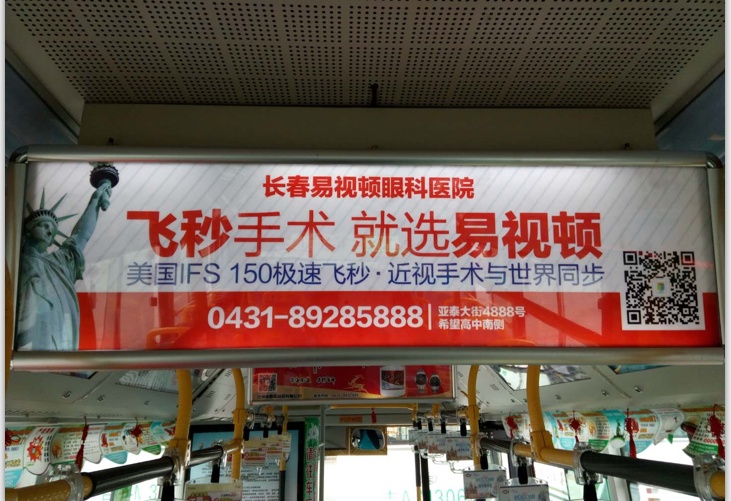 长春易视顿眼科医院
飞秒手术 就选易视顿
美国IFS 150极速飞秒·近视手术与世界同步
0431-89285888
亚泰大街4888号
希望高中南侧